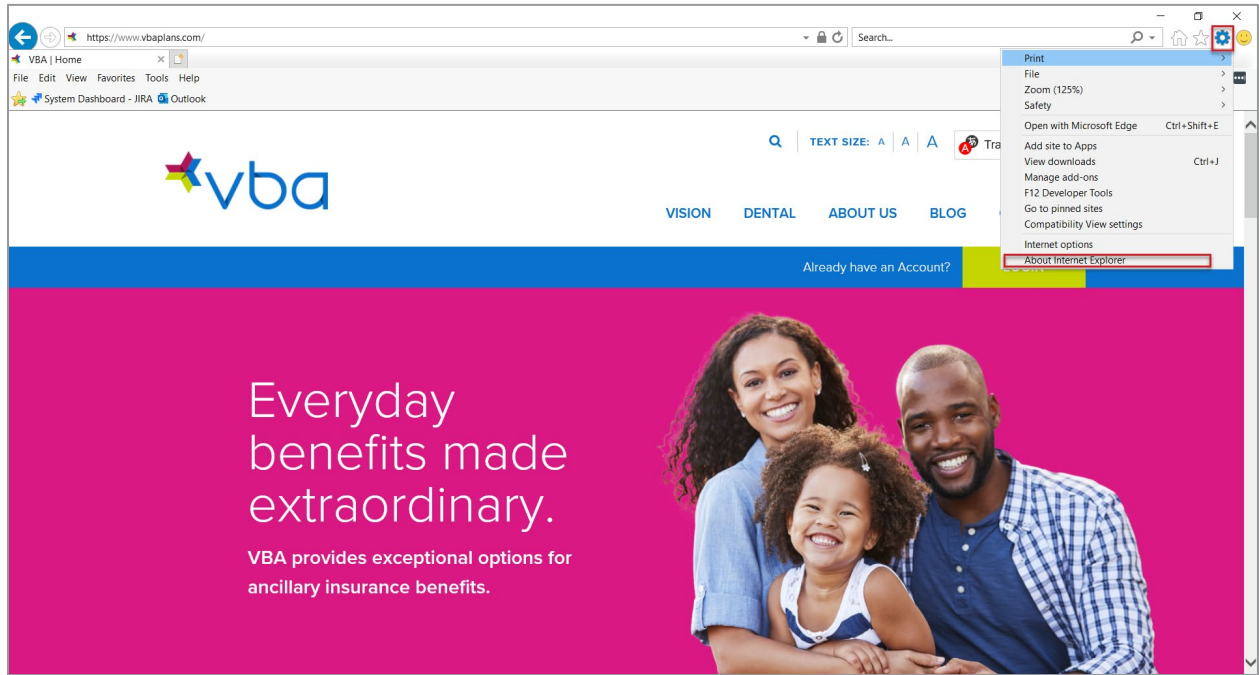 https://www.vbaplans.com/
Search...
VBA | Home
File Edit View Favorites Tools Help
System Dashboard - JIRA Outlook
Print
File
Zoom (125%)
Safety
Open with Microsoft Edge Ctrl+Shift+E
Add site to Apps
View downloads Ctrl+J
Manage add-ons
F12 Developer Tools
Go to pinned sites
Compatibility View settings
Internet options
About Internet Explorer
TEXT SIZE: A | A | A
Tra
vba
VISION DENTAL ABOUT US BLOG
Already have an Account?
Everyday
benefits made
extraordinary.
VBA provides exceptional options for
ancillary insurance benefits.